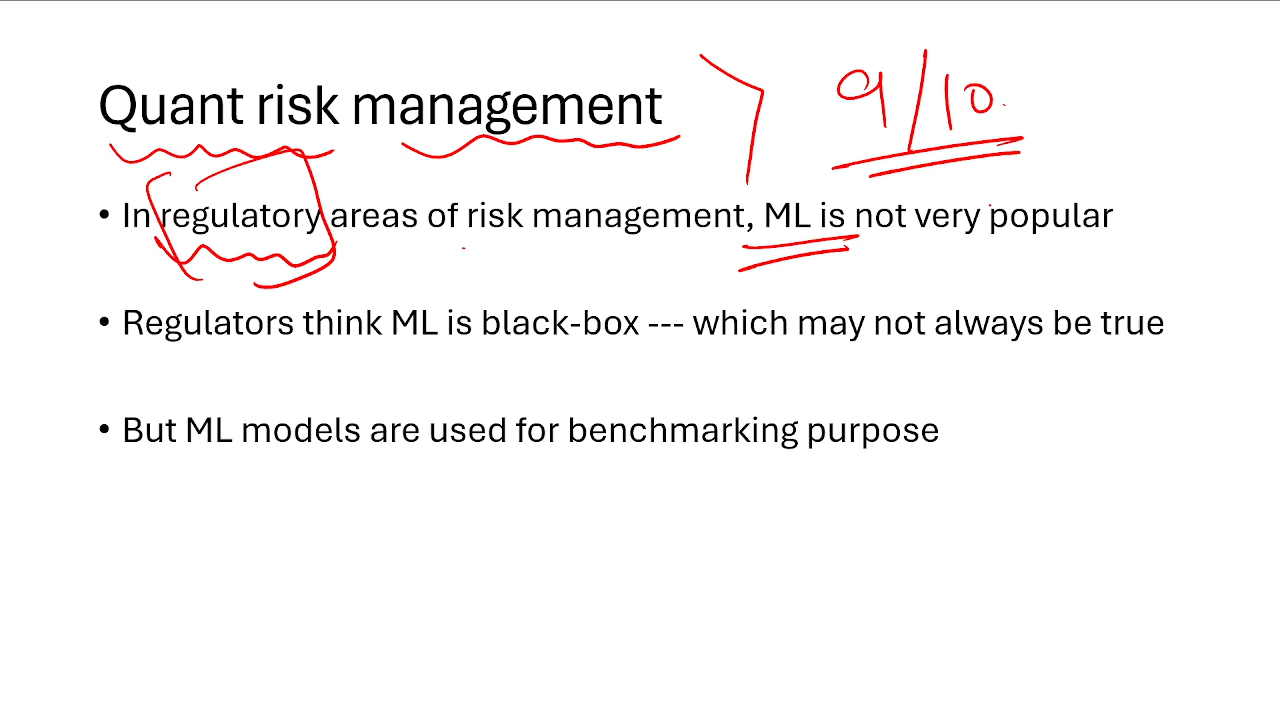 Quant risk management 9/10
• In regulatory areas of risk management, ML is not very popular
• Regulators think ML is black-box --- which may not always be true
• But ML models are used for benchmarking purpose